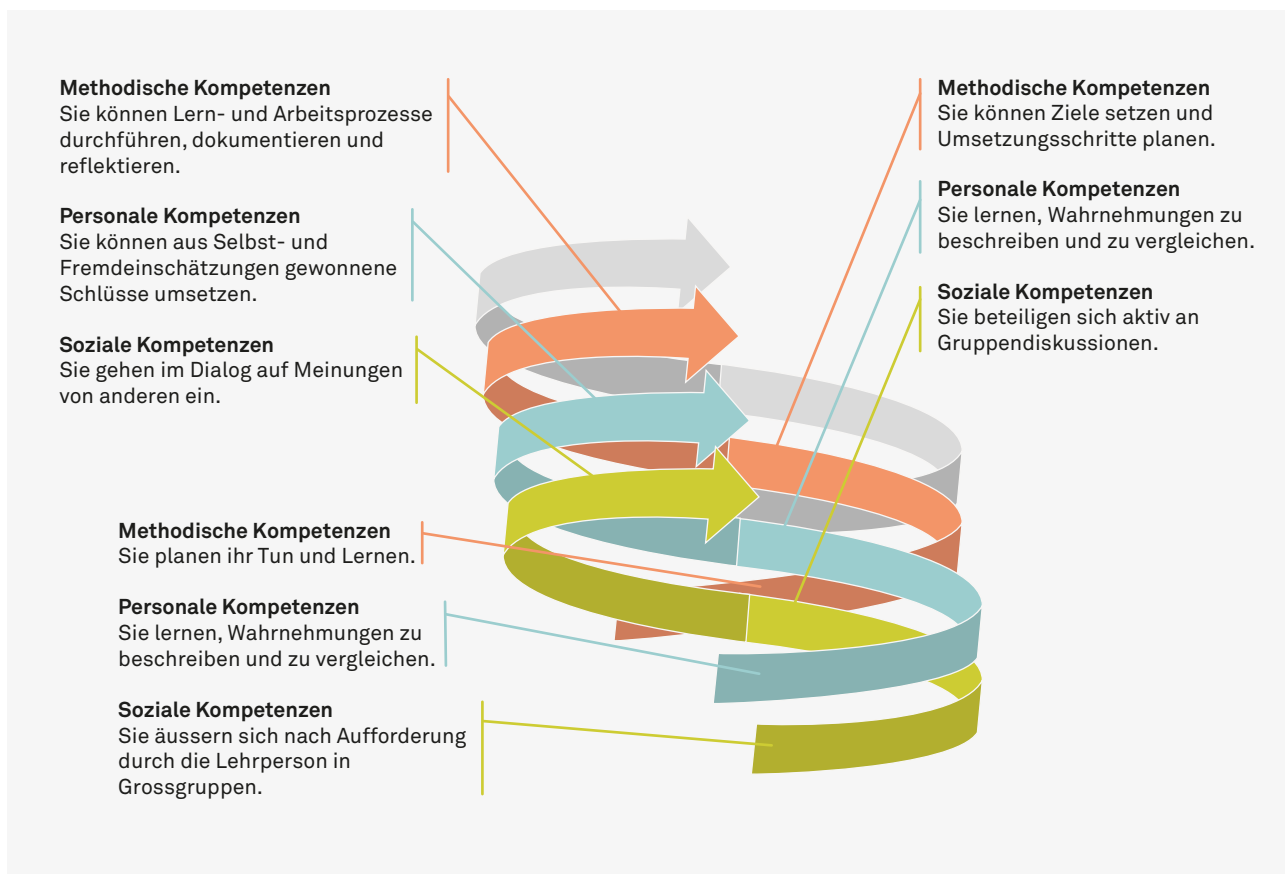 Methodische Kompetenzen
Sie können Lern- und Arbeitsprozesse
durchführen, dokumentieren und
reflektieren.
Personale Kompetenzen
Sie können aus Selbst- und
Fremdeinschätzungen gewonnene
Schlüsse umsetzen.
Soziale Kompetenzen
Sie gehen im Dialog auf Meinungen
von anderen ein.
Methodische Kompetenzen
Sie planen ihr Tun und Lernen.
Personale Kompetenzen
Sie lernen, Wahrnehmungen zu
beschreiben und zu vergleichen.
Soziale Kompetenzen
Sie äussern sich nach Aufforderung
durch die Lehrperson in
Grossgruppen.
Methodische Kompetenzen
Sie können Ziele setzen und
Umsetzungsschritte planen.
Personale Kompetenzen
Sie lernen, Wahrnehmungen zu
beschreiben und zu vergleichen.
Soziale Kompetenzen
Sie beteiligen sich aktiv an
Gruppendiskussionen.